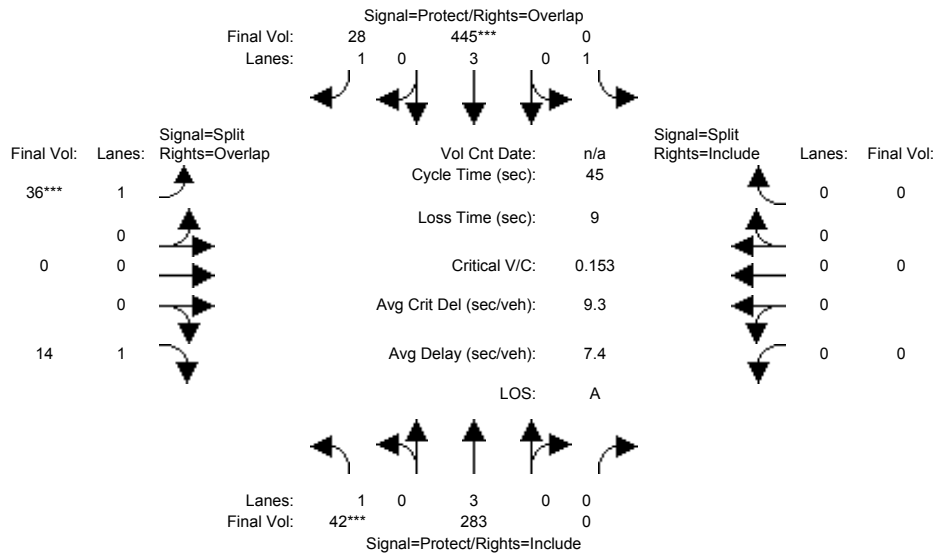 Signal=Protect/Rights=Overlap
Final Vol: 28 445*** 0
Lanes: 1 0 3 0 1
Signal=Split
Final Vol: Lanes: Rights=Overlap
Vol Cnt Date: n/a
Signal=Split
Rights=Include Lanes: Final Vol:
Cycle Time (sec): 45
36*** 1
0 0
Loss Time (sec): 9
0
0
0 0
Critical V/C: 0.153
0 0
0
Avg Crit Del (sec/veh): 9.3
0
14 1
Avg Delay (sec/veh): 7.4
0 0
LOS: A
Lanes: 1 0 3 0 0
Final Vol: 42*** 283 0
Signal=Protect/Rights=Include